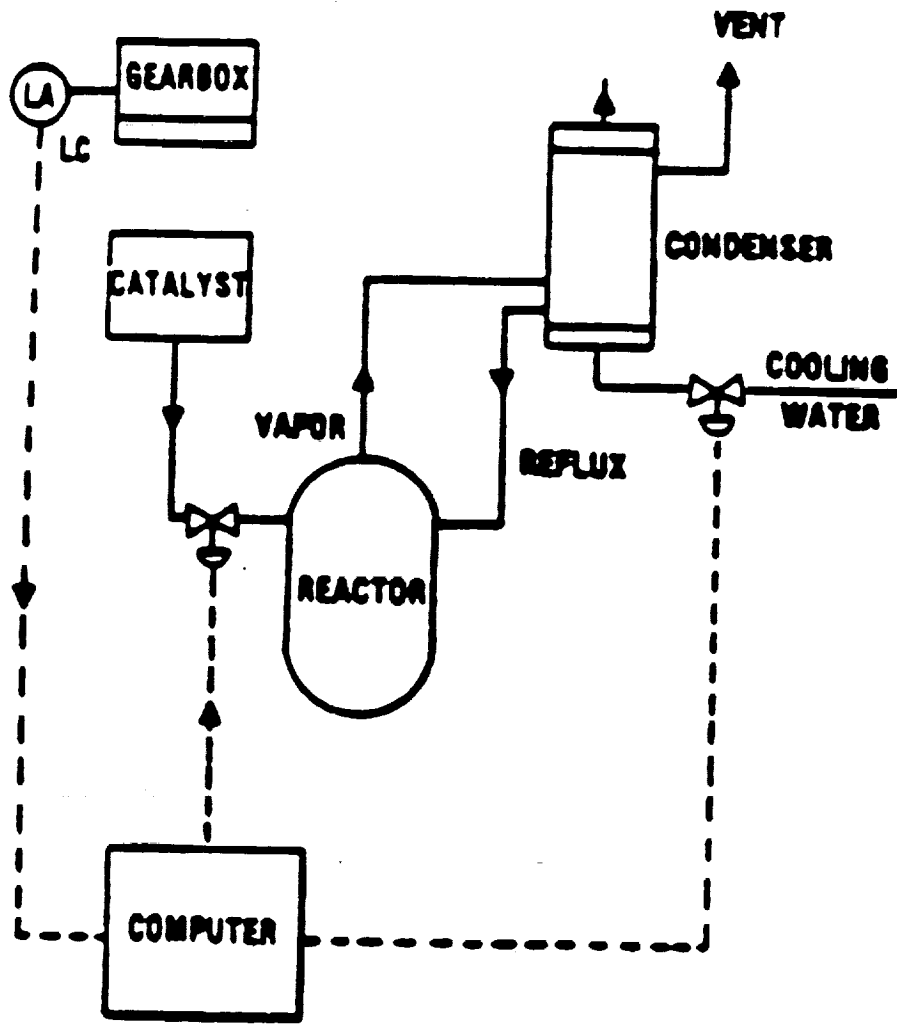 VENT
GEARBOX
LA
LC
CONDENSER
CATALYST
COOLING
WATER
VAPOR
REFLUX
REACTOR
COMPUTER